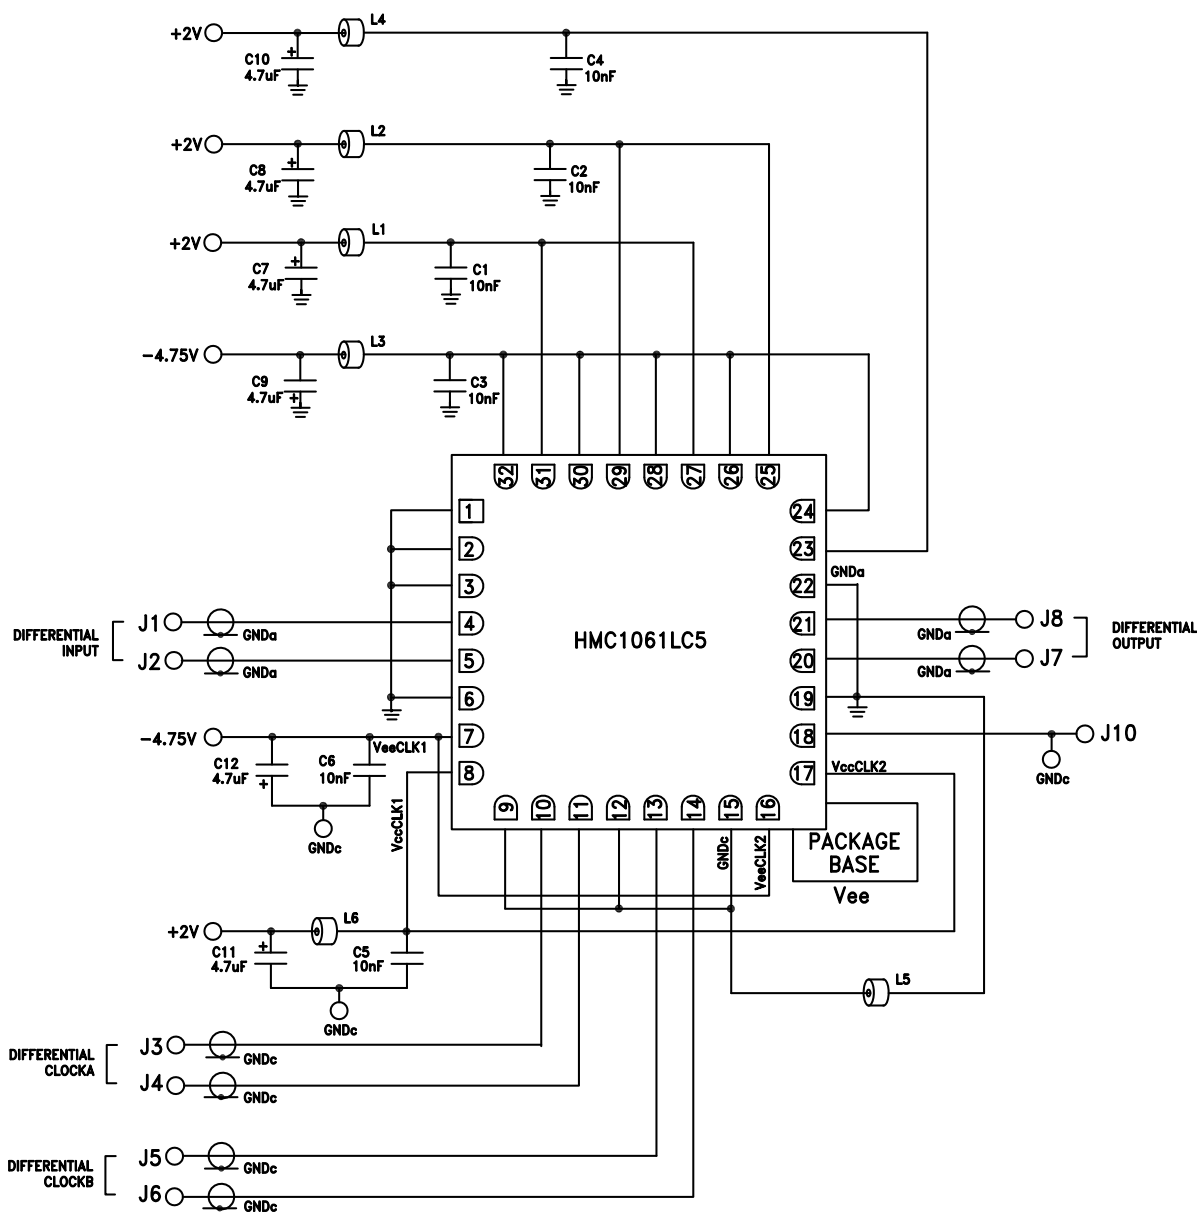 +2V
L4
C10
4.7uF
C4
10nF
+2V
L2
C8
4.7uF
C2
10nF
+2V
L1
C7
4.7uF
C1
10nF
-4.75V
L3
C9
4.7uF
C3
10nF
32
31
30
29
28
27
26
25
1
24
2
23
3
GNDa
22
4
21
5
20
6
19
7
18
8
17
HMC1061LC5
DIFFERENTIAL
INPUT
J1
GNDa
J2
GNDa
J8
GNDa
J7
GNDa
DIFFERENTIAL
OUTPUT
-4.75V
VeeCLK1
C12
4.7uF
C6
10nF
GNDc
J10
GNDc
VccCLK2
VccCLK1
9
10
11
12
13
14
15
16
GNDc
VeeCLK2
PACKAGE
BASE
Vee
+2V
L6
C11
4.7uF
C5
10nF
GNDc
L5
DIFFERENTIAL
CLOCKA
J3
GNDc
J4
GNDc
DIFFERENTIAL
CLOCKB
J5
GNDc
J6
GNDc